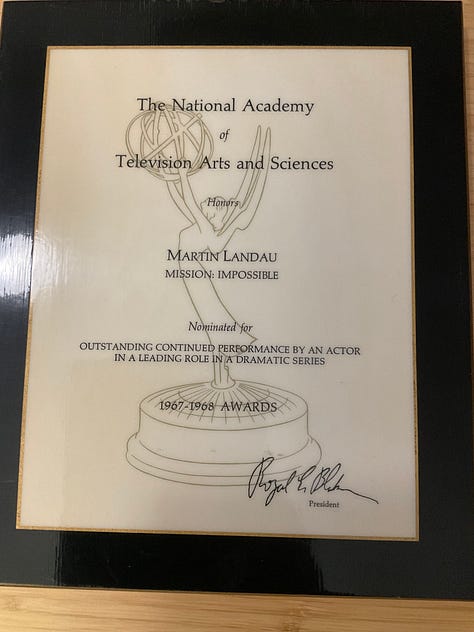 The National Academy
of
Television Arts and Sciences
Honors
MARTIN LANDAU
MISSION: IMPOSSIBLE
Nominated for
OUTSTANDING CONTINUED PERFORMANCE BY AN ACTOR
IN A LEADING ROLE IN A DRAMATIC SERIES
1967-1968 AWARDS
President